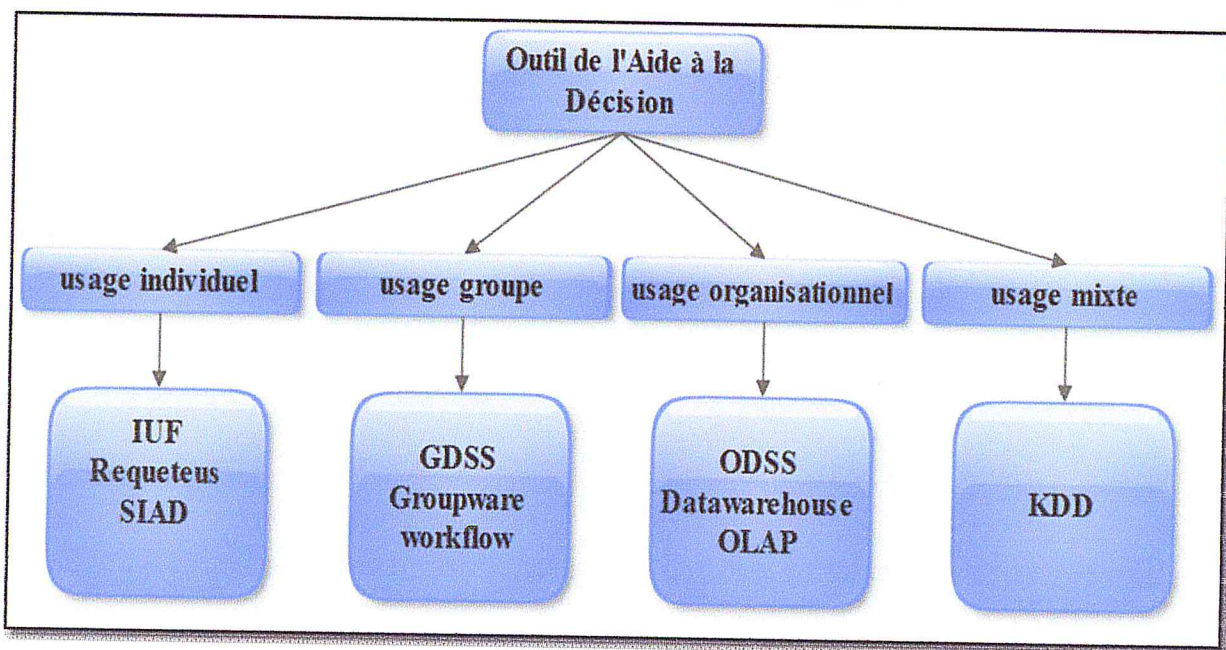 Outil de l'Aide à la
Décision
usage individuel
usage groupe
usage organisationnel
usage mixte
IUF
Requeteus
SIAD
GDSS
Groupware
workflow
ODSS
Datawarehouse
OLAP
KDD